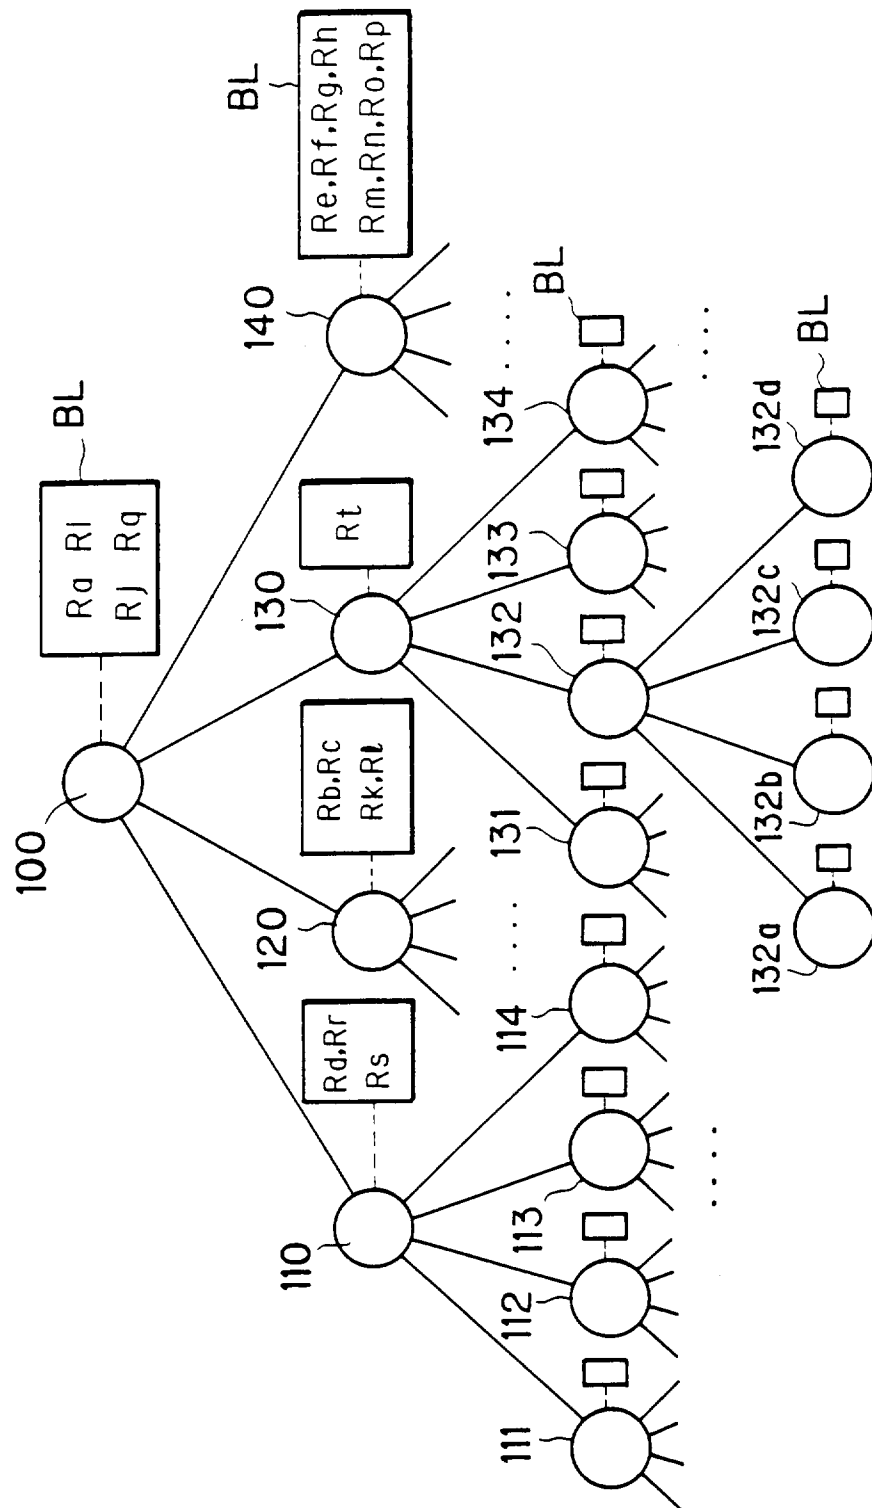 100
BL
Ra RI
RJ Rq
110
Rd,Rr
Rs
120
Rb,Rc
Rk,Rℓ
130
Rt
140
BL
Re,Rf,Rg,Rh
Rm,Rn,Ro,Rp
111
112
113
114
131
132
133
134
BL
132a
132b
132c
132d
BL